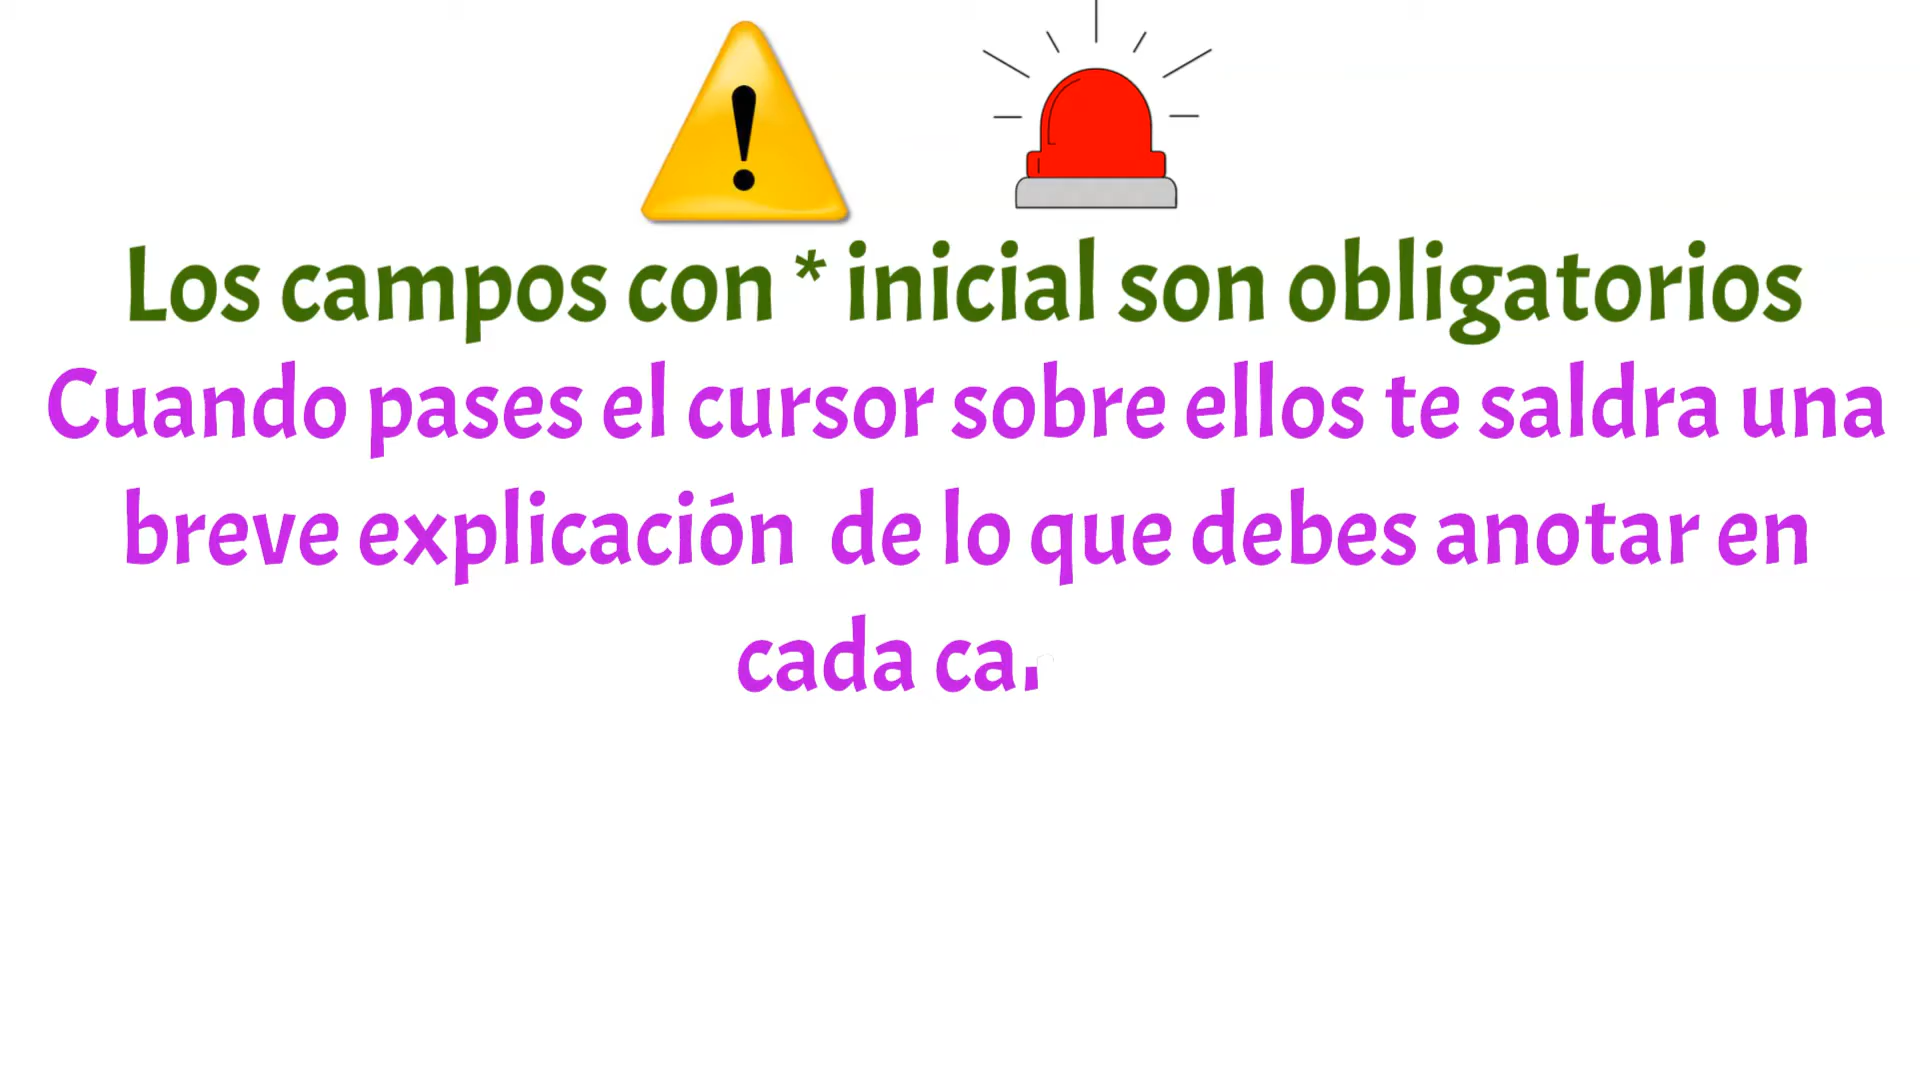 Los campos con * inicial son obligatorios
Cuando pases el cursor sobre ellos te saldra una
breve explicación de lo que debes anotar en
cada